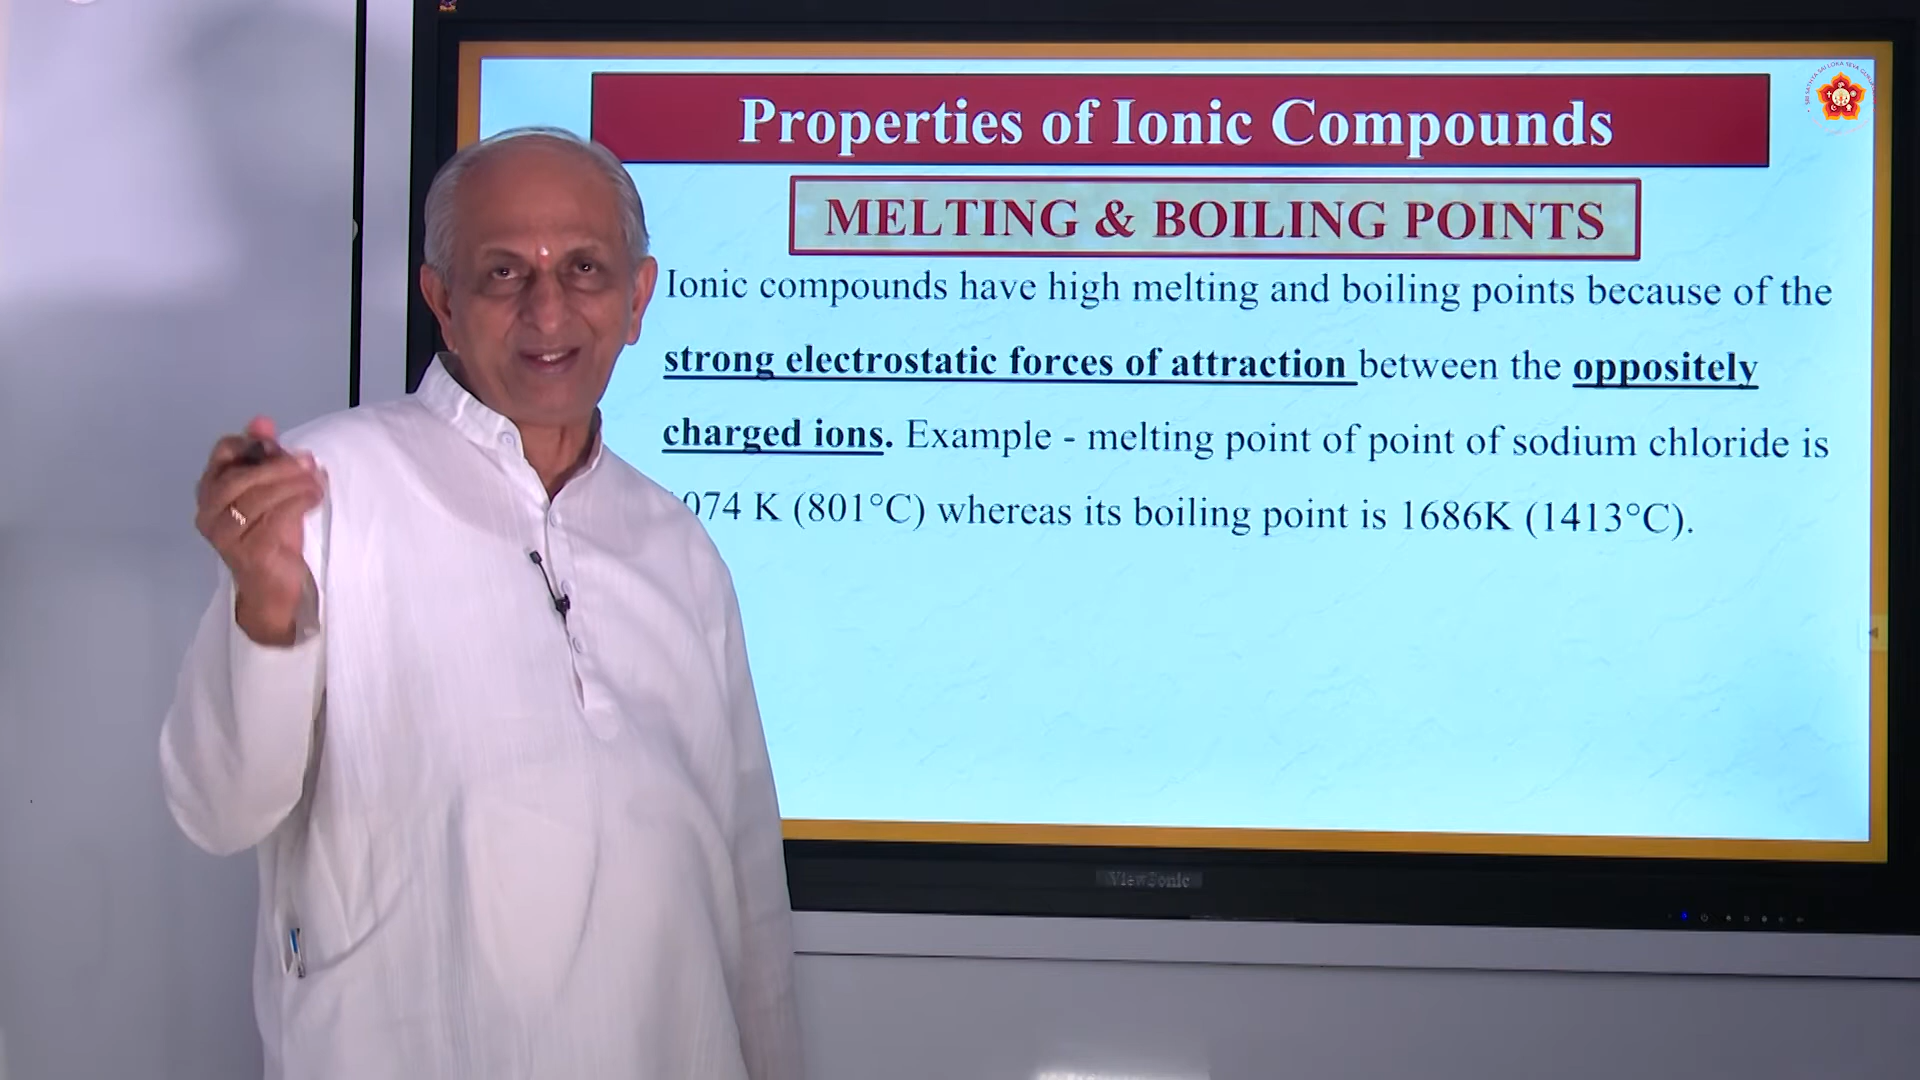 Properties of Ionic Compounds
MELTING & BOILING POINTS
Ionic compounds have high melting and boiling points because of the
strong electrostatic forces of attraction between the oppositely
charged ions. Example - melting point of point of sodium chloride is
074 K (801°C) whereas its boiling point is 1686K (1413°C).
ViewSonic